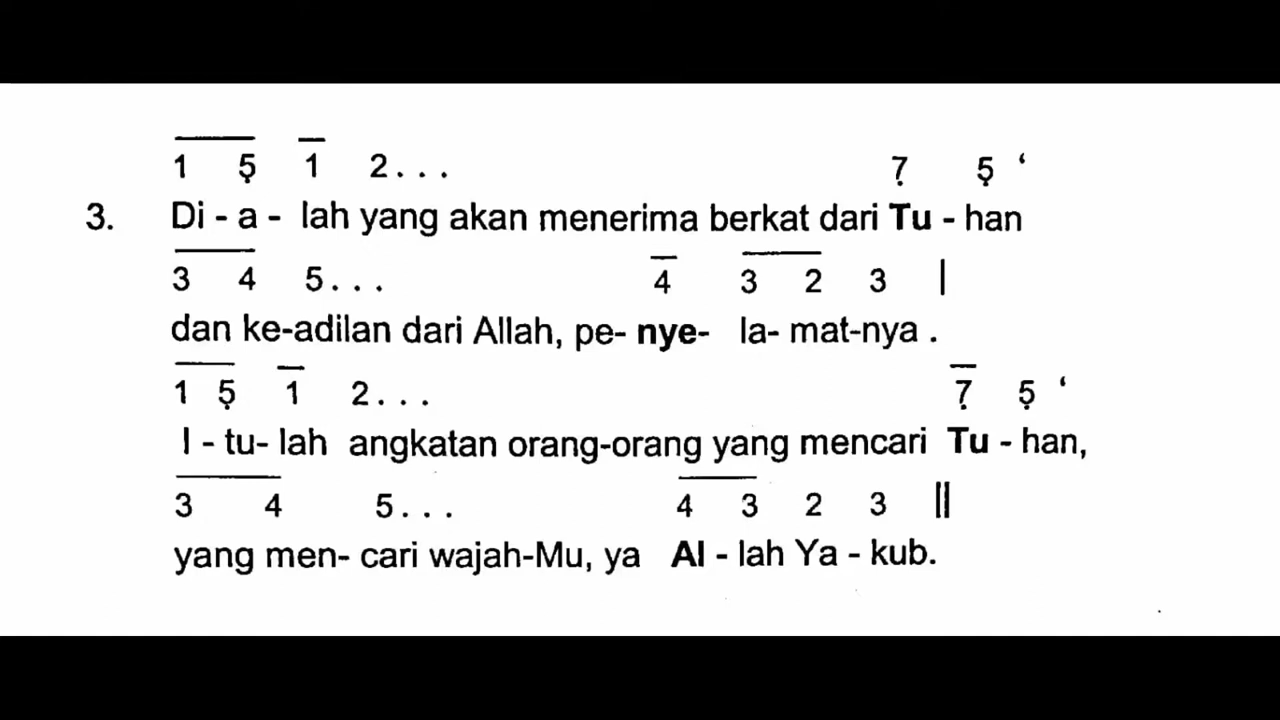 1 5̣ 1 2... 7̣ 5̣ ‘
3. Di - a - lah yang akan menerima berkat dari Tu - han
3 4 5... 4 3 2 3 |
dan ke-adilan dari Allah, pe- nye- la- mat-nya .
1 5̣ 1 2... 7̣ 5̣ ‘
I - tu- lah angkatan orang-orang yang mencari Tu - han,
3 4 5... 4 3 2 3 ||
yang men- cari wajah-Mu, ya Al - lah Ya - kub.